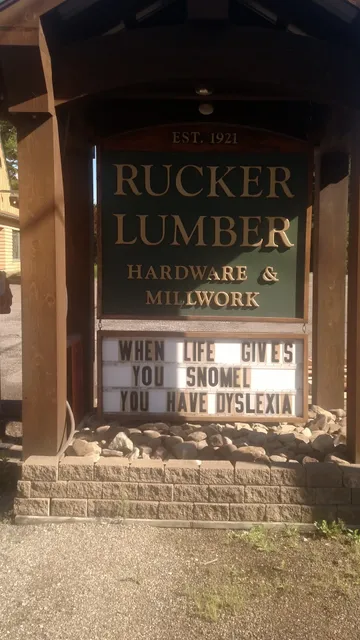 EST. 1921
RUCKER
LUMBER
HARDWARE &
MILLWORK
WHEN LIFE GIVES
YOU SNOMEL
YOU HAVE DYSLEXIA